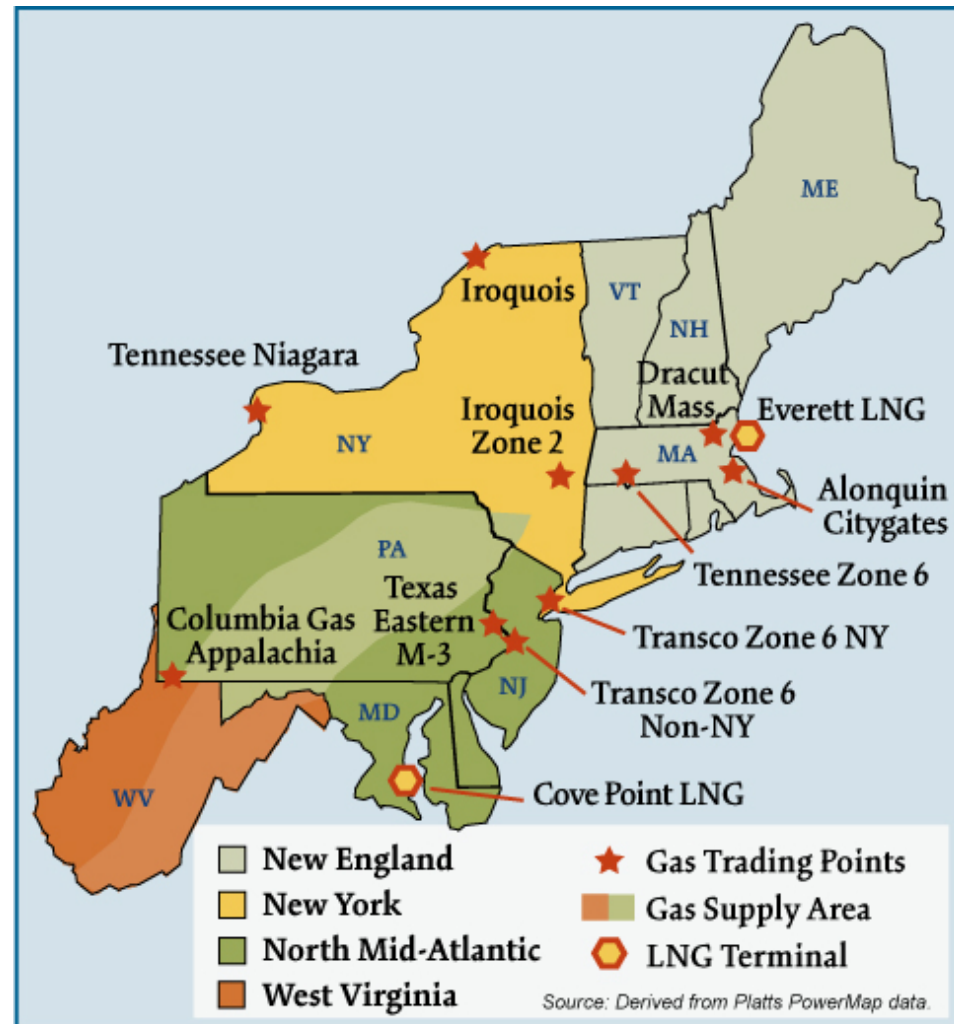 ME
VT
NH
Iroquois
Tennessee Niagara
Dracut
Mass
Everett LNG
Iroquois
Zone 2
NY
MA
Alonquin
Citygates
PA
Tennessee Zone 6
Texas
Eastern
M-3
Columbia Gas
Appalachia
Transco Zone 6 NY
NJ
Transco Zone 6
Non-NY
MD
WV
Cove Point LNG
New England
New York
North Mid-Atlantic
West Virginia
Gas Trading Points
Gas Supply Area
LNG Terminal
Source: Derived from Platts PowerMap data.